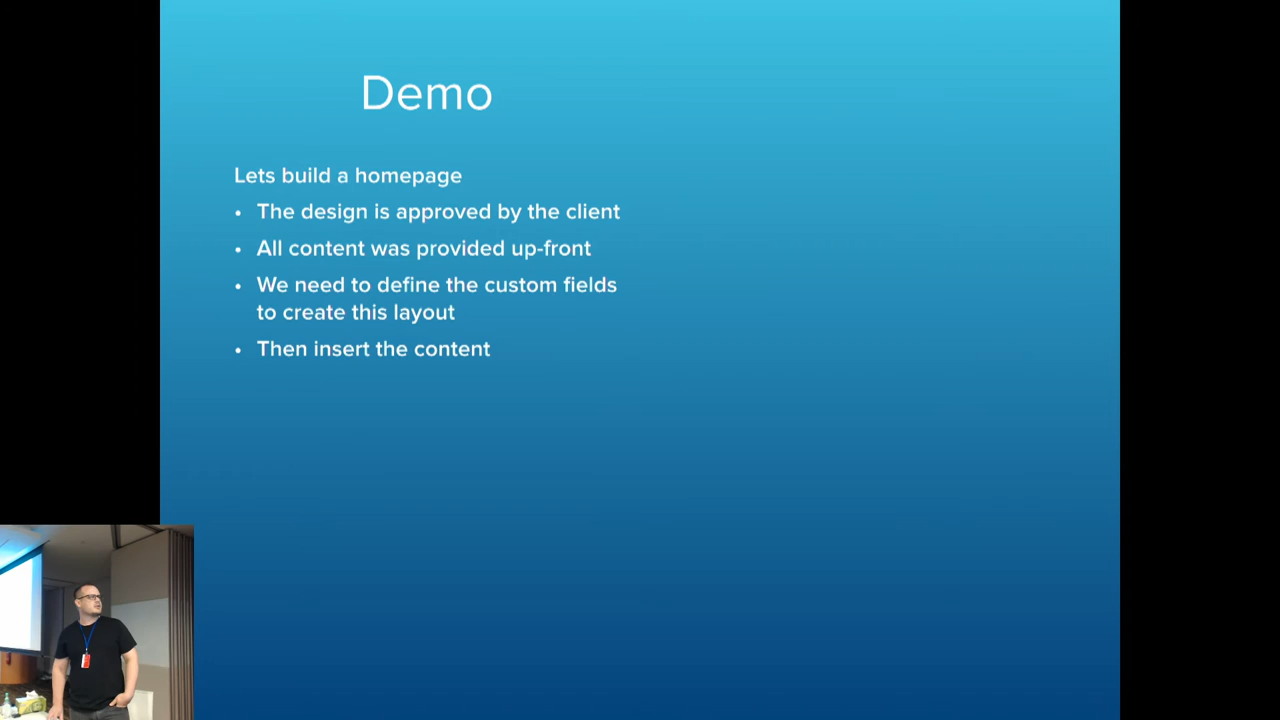 Demo
Lets build a homepage
• The design is approved by the client
• All content was provided up-front
• We need to define the custom fields
to create this layout
• Then insert the content